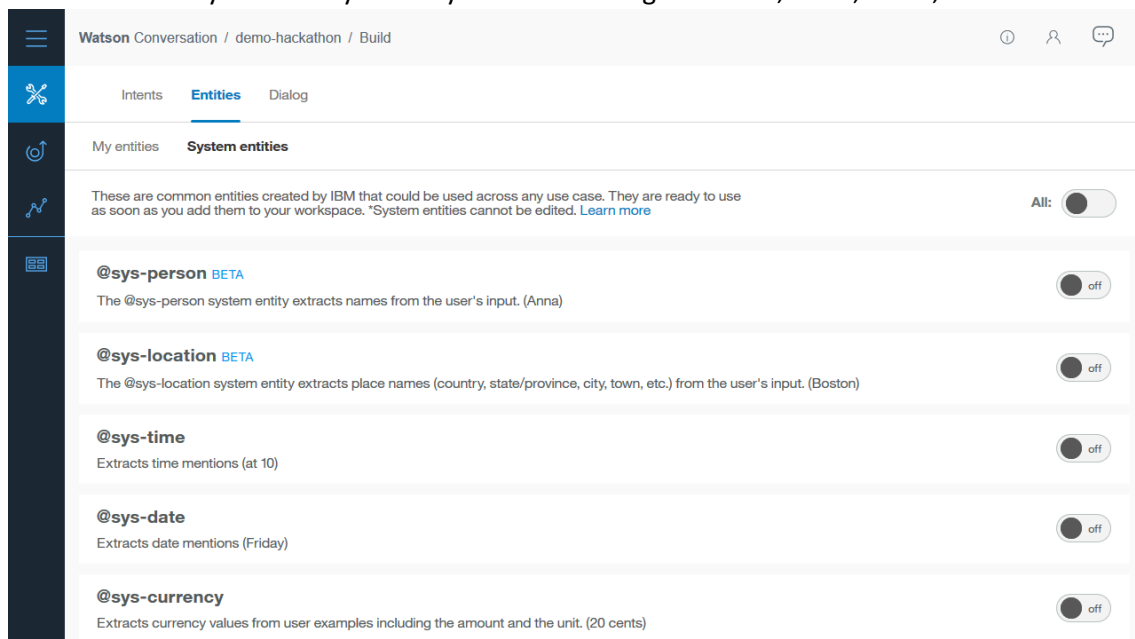 Watson Conversation / demo-hackathon / Build
Intents Entities Dialog
My entities System entities
These are common entities created by IBM that could be used across any use case. They are ready to use
as soon as you add them to your workspace. *System entities cannot be edited. Learn more
All:
@sys-person BETA
The @sys-person system entity extracts names from the user's input. (Anna)
off
@sys-location BETA
The @sys-location system entity extracts place names (country, state/province, city, town, etc.) from the user's input. (Boston)
off
@sys-time
Extracts time mentions (at 10)
off
@sys-date
Extracts date mentions (Friday)
off
@sys-currency
Extracts currency values from user examples including the amount and the unit. (20 cents)
off